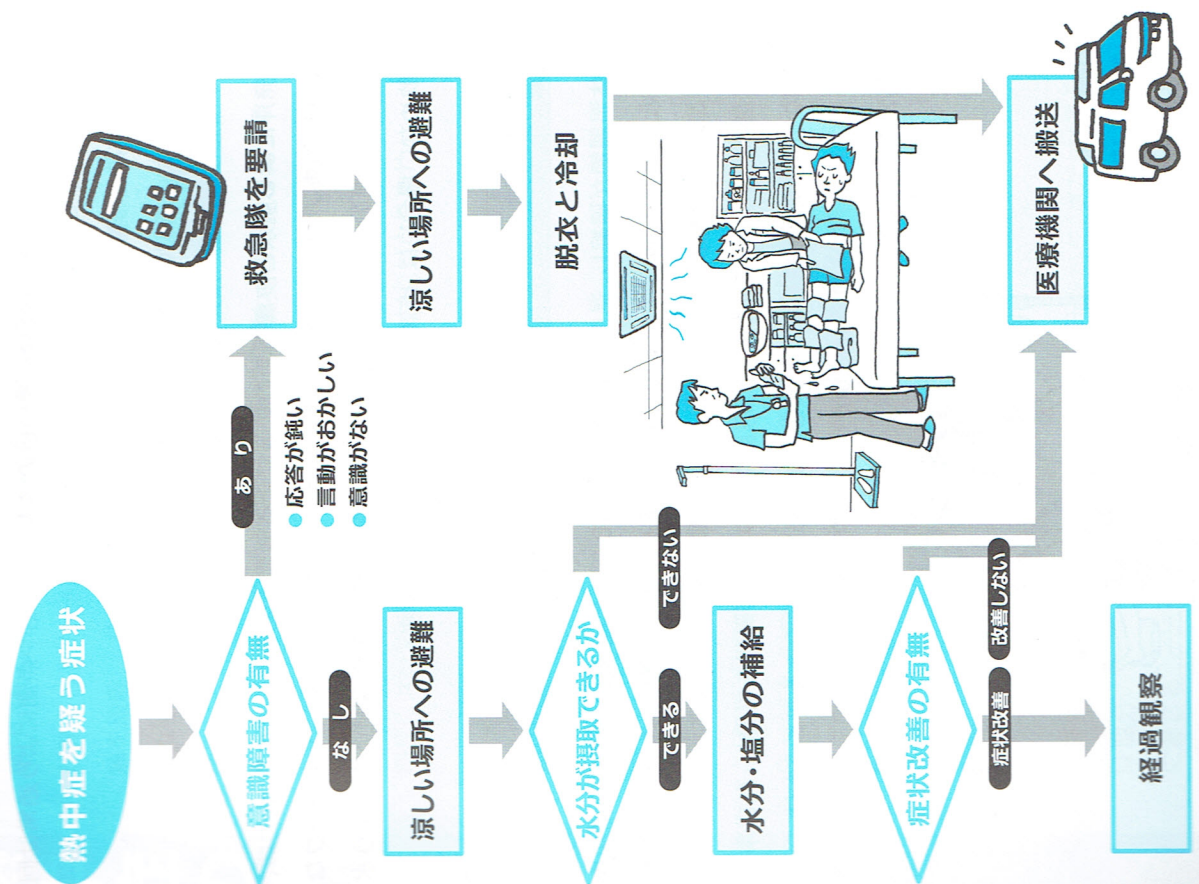 熱中症を疑う症状
意識障害の有無
あり
● 応答が鈍い
● 言動がおかしい
● 意識がない
救急隊を要請
涼しい場所への避難
脱衣と冷却
医療機関へ搬送
なし
涼しい場所への避難
水分が摂取できるか
できない
できる
水分・塩分の補給
症状改善の有無
改善しない
症状改善
経過観察